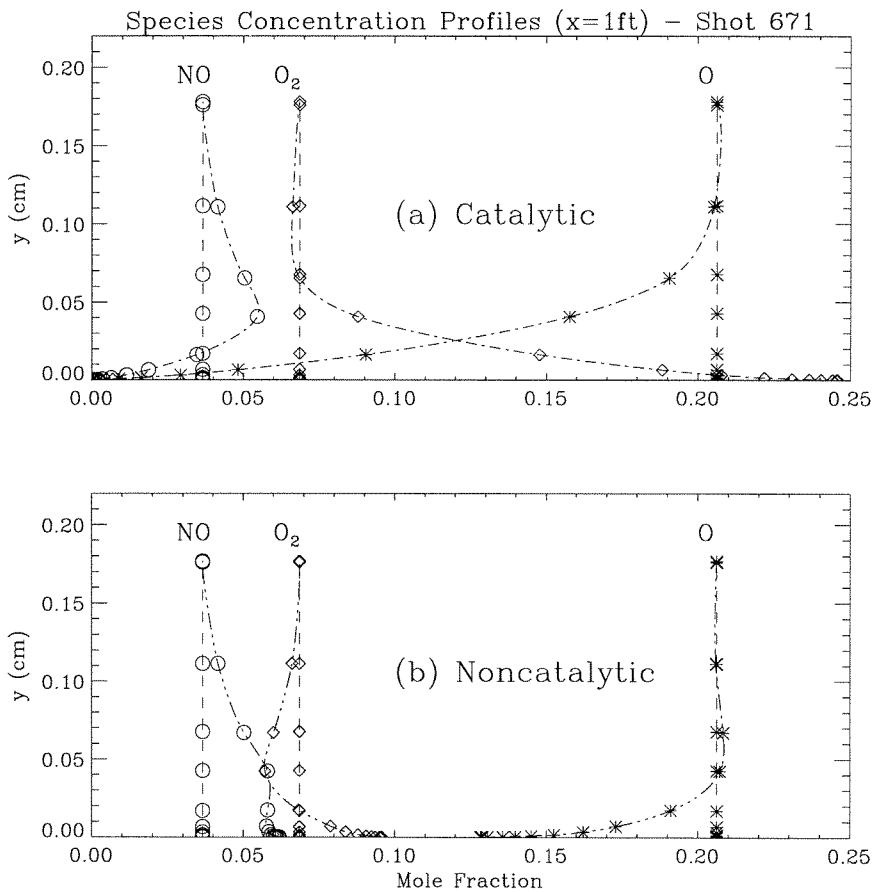 Species Concentration Profiles (x=1ft) − Shot 671
0.20
0.15
0.10
0.05
0.00
y (cm)
NO
O₂
O
(a) Catalytic
0.00
0.05
0.10
0.15
0.20
0.25
0.20
0.15
0.10
0.05
0.00
y (cm)
NO
O₂
O
(b) Noncatalytic
0.00
0.05
0.10
0.15
0.20
0.25
Mole Fraction